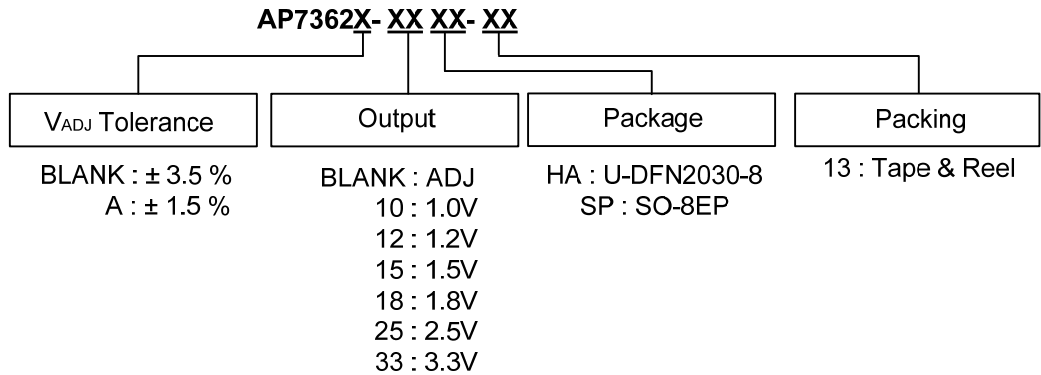 AP7362X- XX XX- XX
VADJ Tolerance
BLANK : ± 3.5 %
A : ± 1.5 %
Output
BLANK : ADJ
10 : 1.0V
12 : 1.2V
15 : 1.5V
18 : 1.8V
25 : 2.5V
33 : 3.3V
Package
HA : U-DFN2030-8
SP : SO-8EP
Packing
13 : Tape & Reel